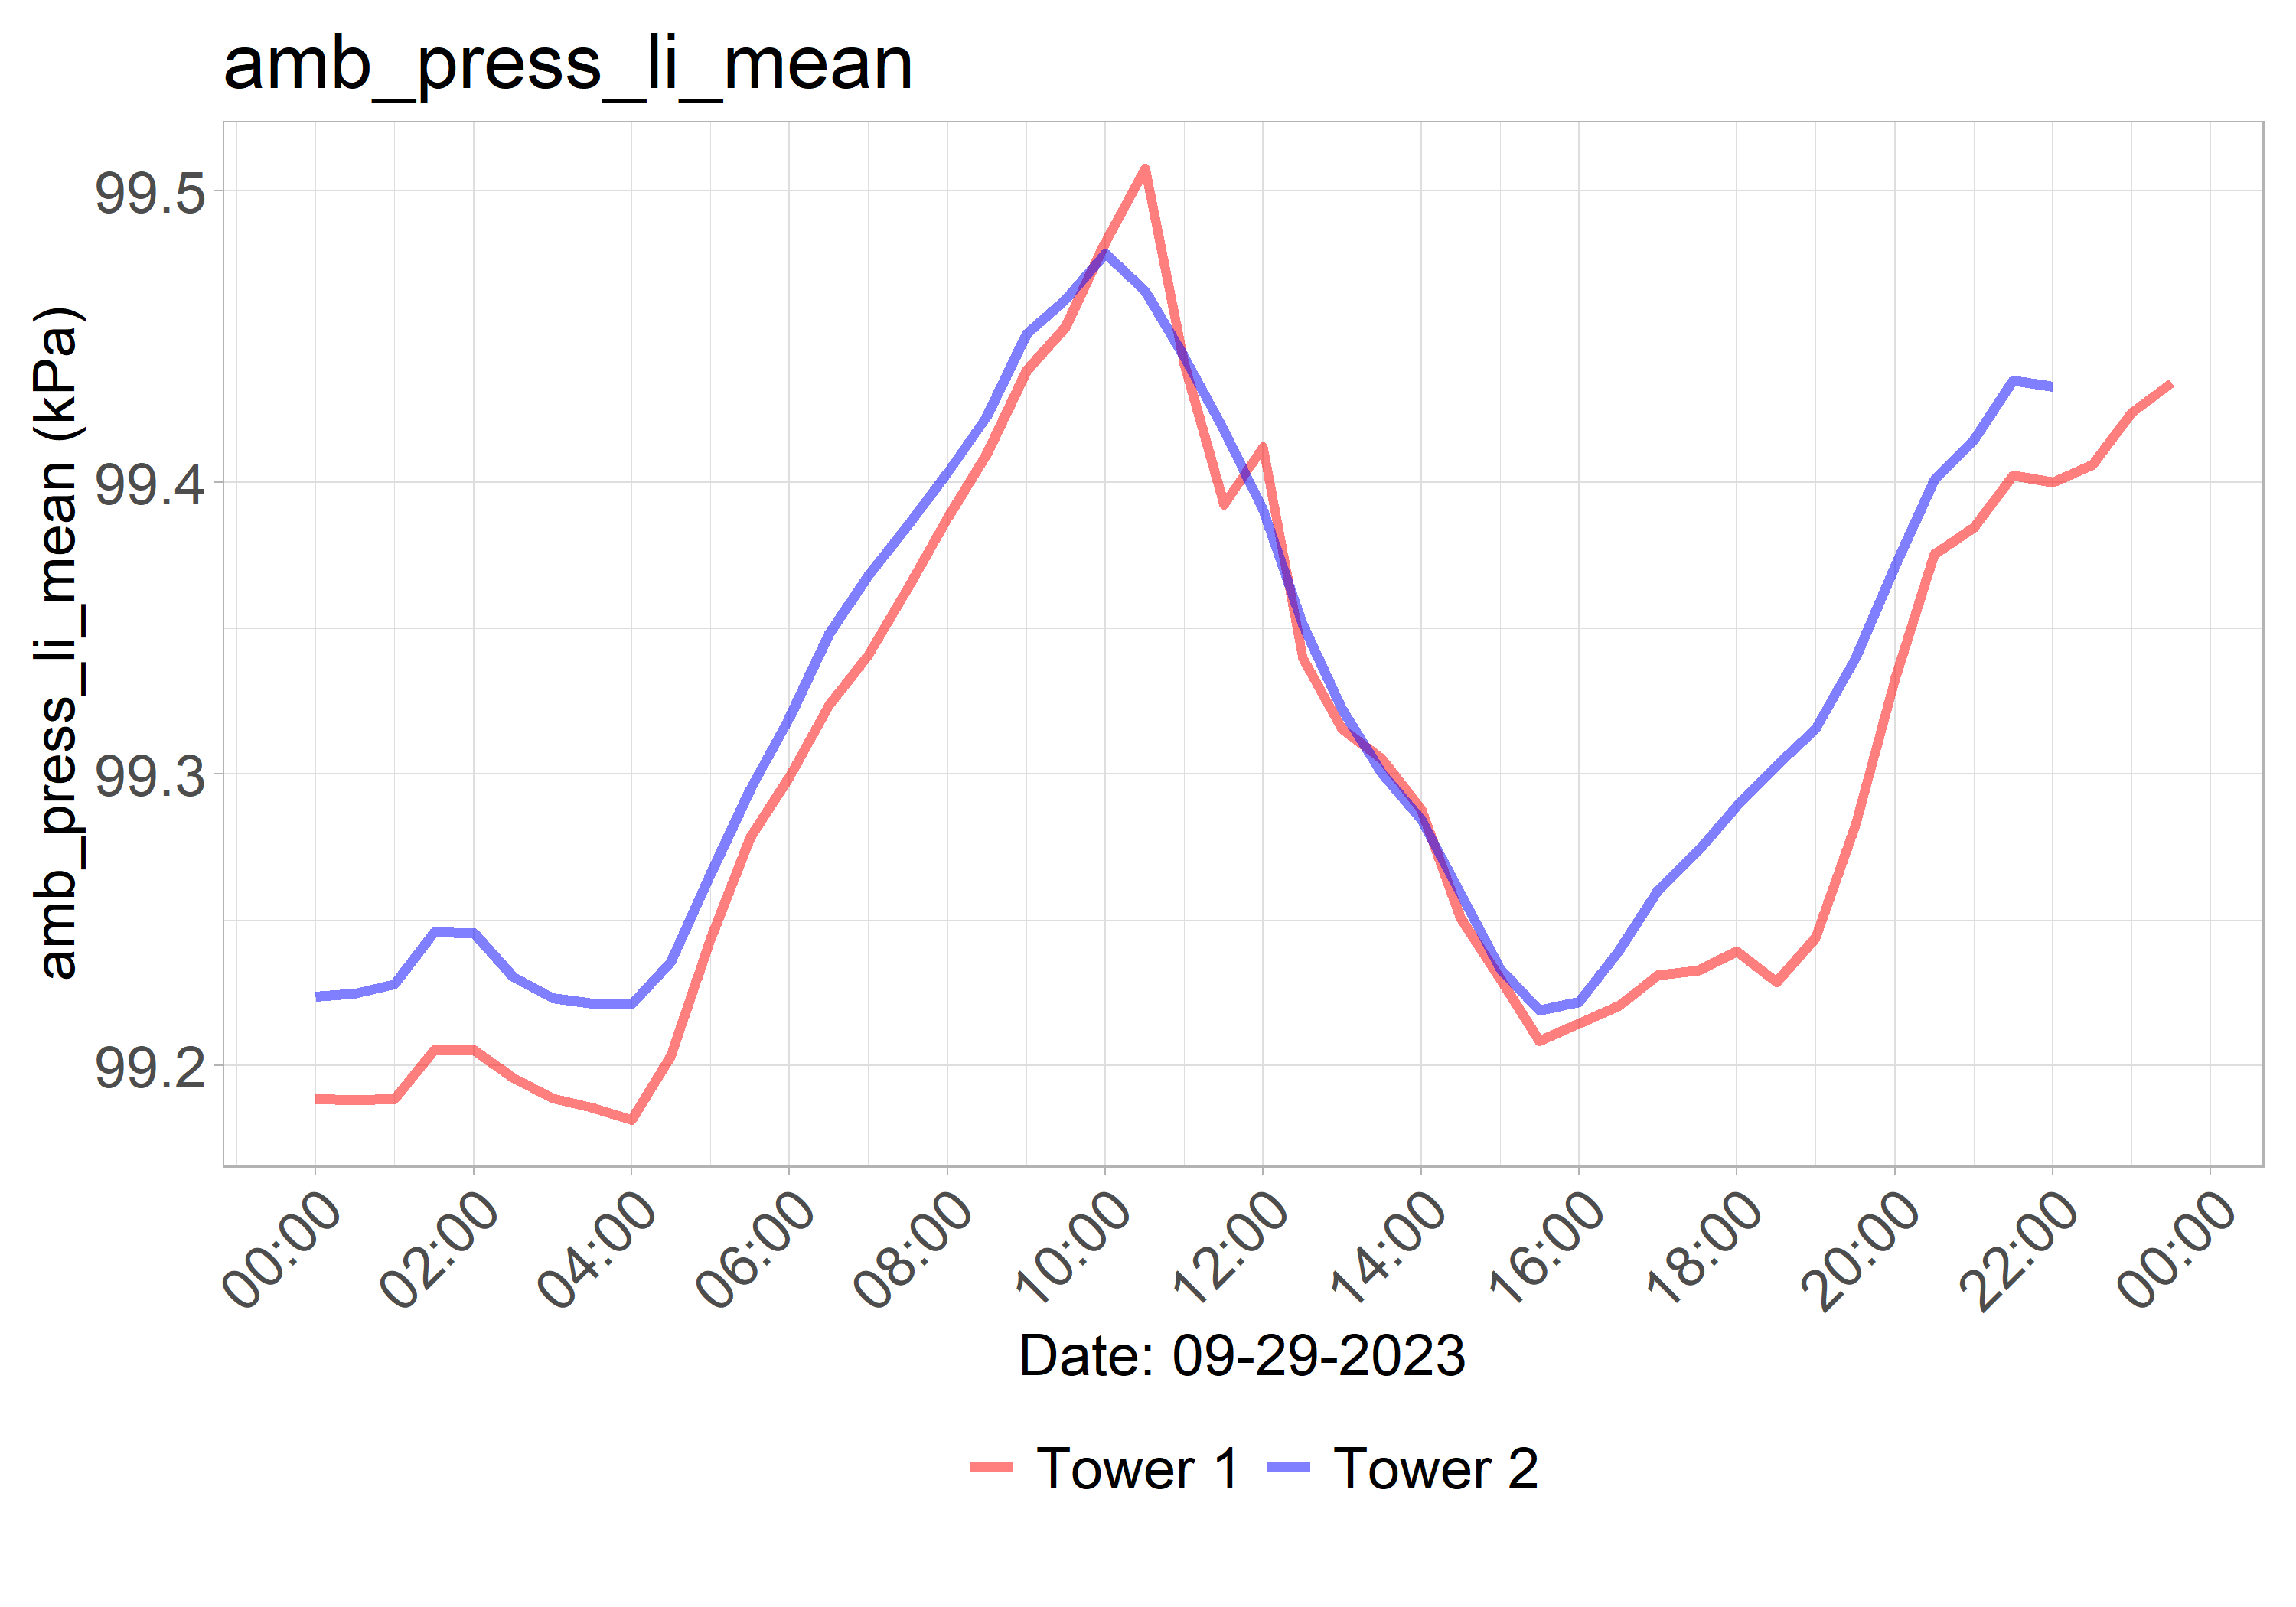 amb_press_li_mean
amb_press_li_mean (kPa)
99.5
99.4
99.3
99.2
00:00 02:00 04:00 06:00 08:00 10:00 12:00 14:00 16:00 18:00 20:00 22:00 00:00
Date: 09-29-2023
Tower 1 Tower 2